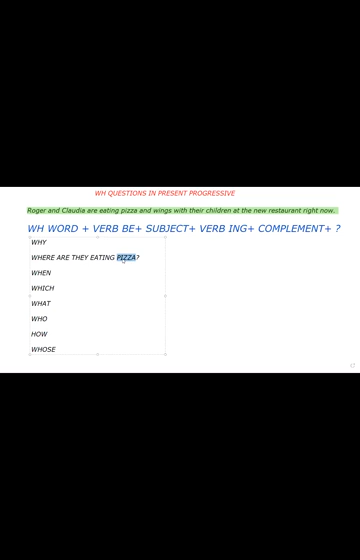 WH QUESTIONS IN PRESENT PROGRESSIVE
Roger and Claudia are eating pizza and wings with their children at the new restaurant right now.
WH WORD + VERB BE+ SUBJECT+ VERB ING+ COMPLEMENT+ ?
WHY
WHERE ARE THEY EATING PIZZA?
WHEN
WHICH
WHAT
WHO
HOW
WHOSE